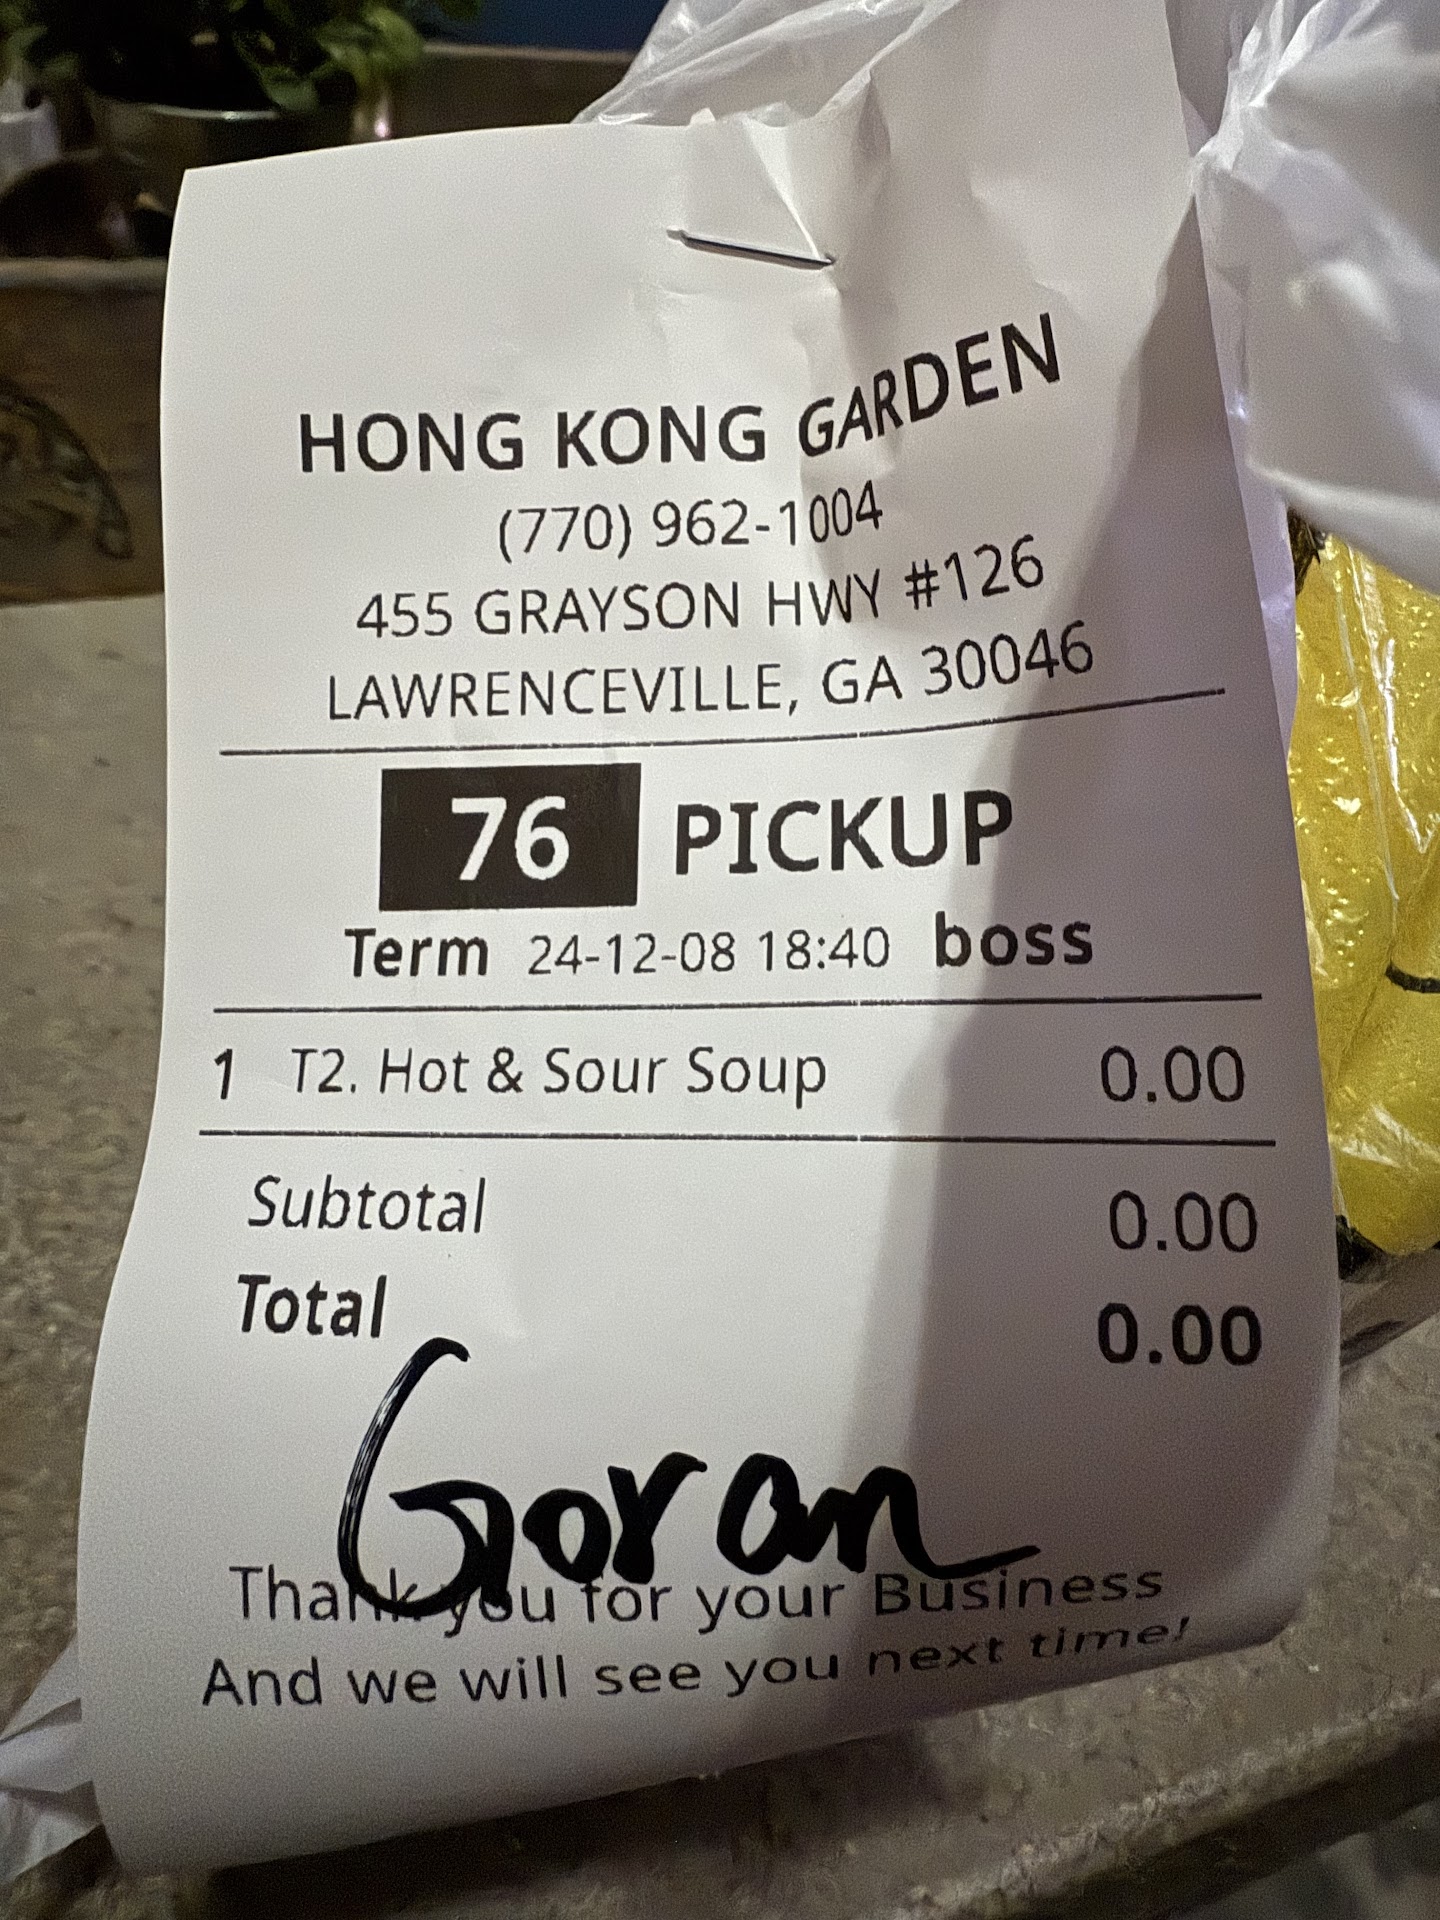 HONG KONG GARDEN
(770) 962-1004
455 GRAYSON HWY #126
LAWRENCEVILLE, GA 30046
76 PICKUP
Term 24-12-08 18:40 boss
1 T2. Hot & Sour Soup 0.00
Subtotal 0.00
Total 0.00
Goran
Thank you for your Business
And we will see you next time!